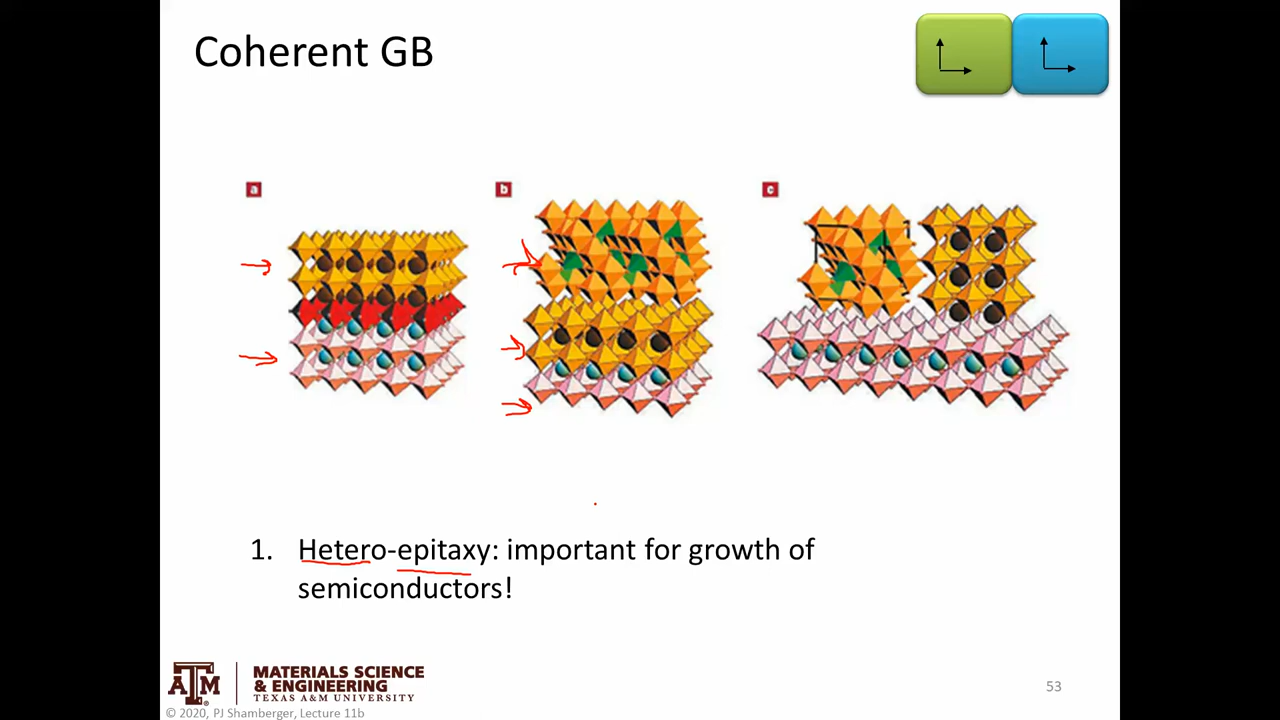 Coherent GB
a
b
c
1. Hetero-epitaxy: important for growth of
semiconductors!
ATM
MATERIALS SCIENCE
& ENGINEERING
TEXAS A&M UNIVERSITY
53
© 2020, PJ Shamberger, Lecture 11b